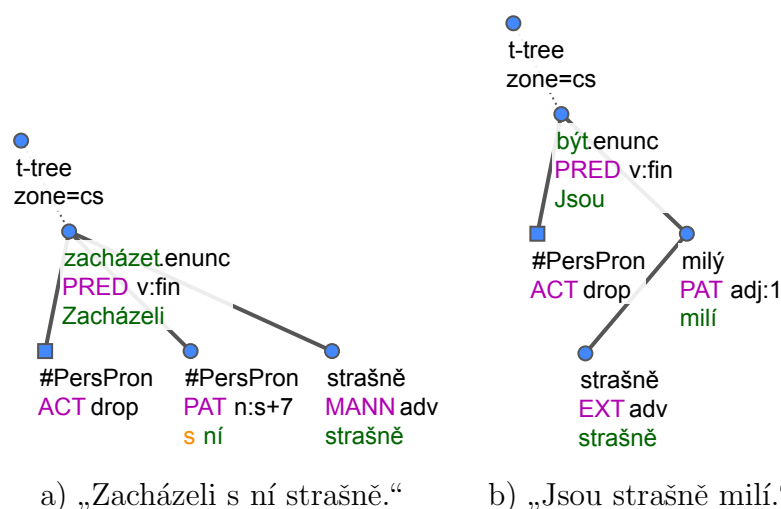 t-tree
zone=cs
zacházet.enunc
PRED v:fin
Zacházeli
#PersPron
ACT drop
#PersPron
PAT n:s+7
s ní
strašně
MANN adv
strašně
a) „Zacházeli s ní strašně.“
t-tree
zone=cs
být.enunc
PRED v:fin
Jsou
#PersPron
ACT drop
milý
PAT adj:1
milí
strašně
EXT adv
strašně
b) „Jsou strašně milí.“